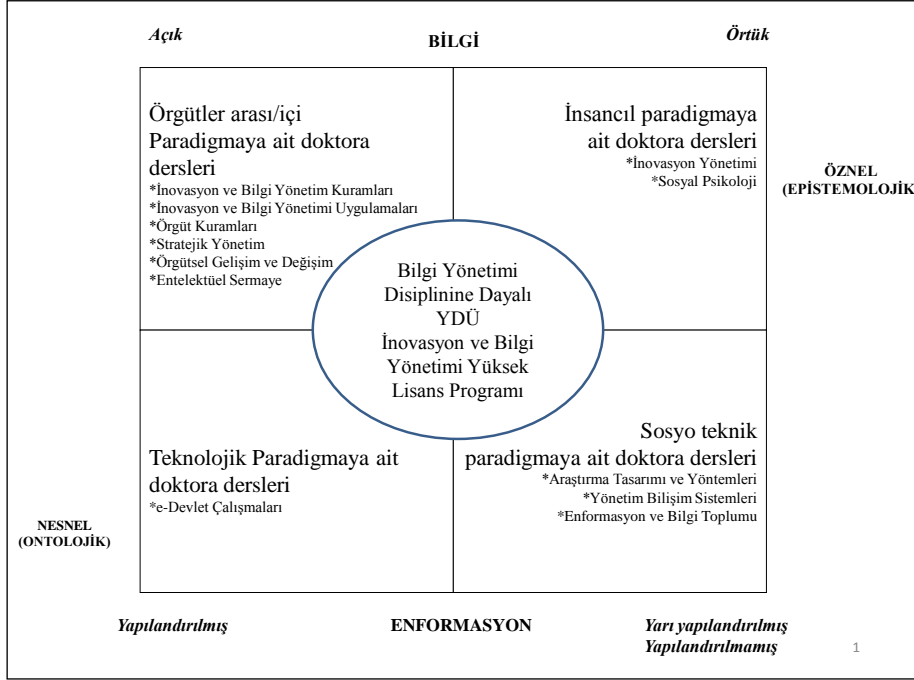 Açık
BİLGİ
Örtük
Örgütler arası/içi
Paradigmaya ait doktora
dersleri
*İnovasyon ve Bilgi Yönetim Kuramları
*İnovasyon ve Bilgi Yönetimi Uygulamaları
*Örgüt Kuramları
*Stratejik Yönetim
*Örgütsel Gelişim ve Değişim
*Entelektüel Sermaye
İnsancıl paradigmaya
ait doktora dersleri
*İnovasyon Yönetimi
*Sosyal Psikoloji
ÖZNEL
(EPİSTEMOLOJİK
Bilgi Yönetimi
Disiplinine Dayalı
YDÜ
İnovasyon ve Bilgi
Yönetimi Yüksek
Lisans Programı
Teknolojik Paradigmaya ait
doktora dersleri
*e-Devlet Çalışmaları
Sosyo teknik
paradigmaya ait doktora dersleri
*Araştırma Tasarımı ve Yöntemleri
*Yönetim Bilişim Sistemleri
*Enformasyon ve Bilgi Toplumu
NESNEL
(ONTOLOJİK)
Yapılandırılmış
ENFORMASYON
Yarı yapılandırılmış
Yapılandırılmamış
1